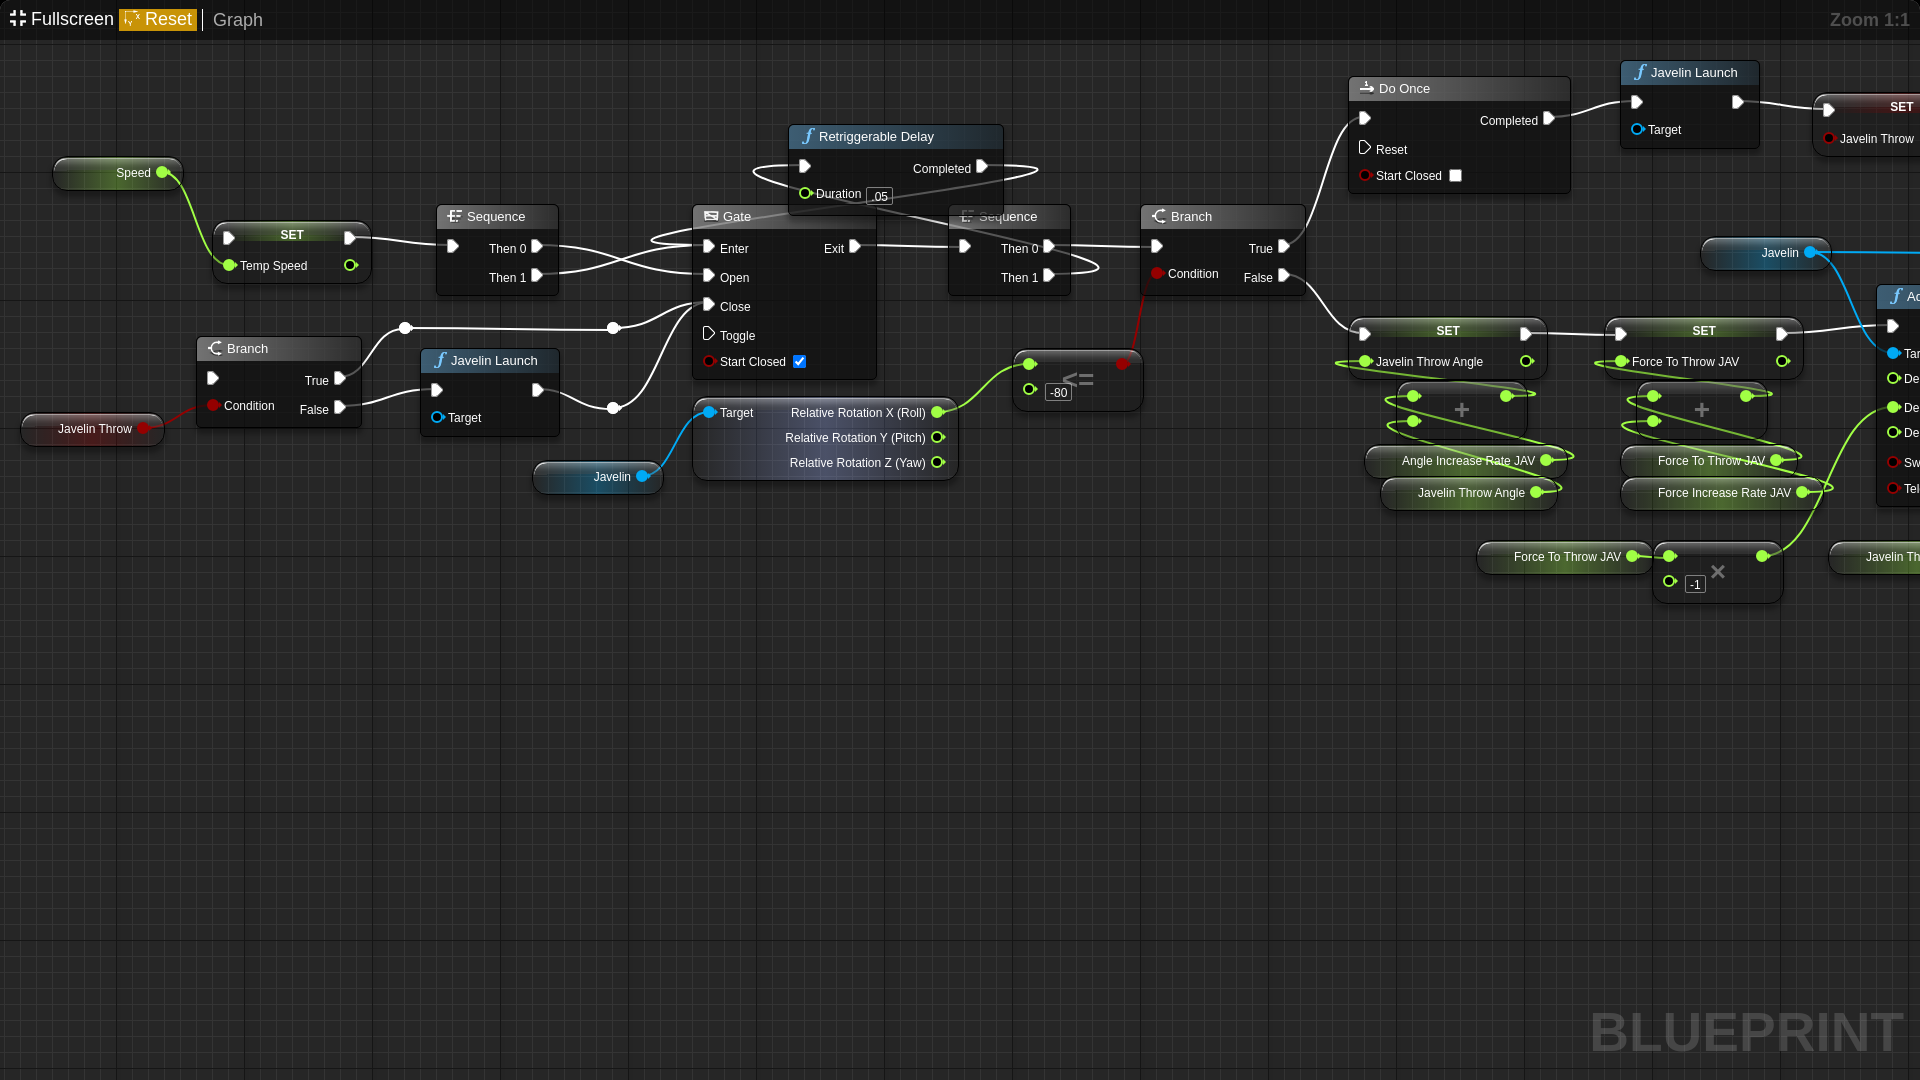 Fullscreen Reset Graph Zoom 1:1
Javelin Launch
Target
Do Once
Completed
Reset
Start Closed
SET
Javelin Throw
Retriggerable Delay
Completed
Duration .05
Speed
SET
Temp Speed
Sequence
Then 0
Then 1
Gate
Enter Exit
Open
Close
Toggle
Start Closed
Sequence
Then 0
Then 1
Branch
True
Condition
False
Javelin
Branch
True
Condition
False
Javelin Launch
Target
Javelin Throw
Javelin
Target Relative Rotation X (Roll)
Relative Rotation Y (Pitch)
Relative Rotation Z (Yaw)
<=
-80
SET
Javelin Throw Angle
SET
Force To Throw JAV
+
+
Angle Increase Rate JAV
Javelin Throw Angle
Force To Throw JAV
Force Increase Rate JAV
Ac
Tar
De
De
De
Sw
Tel
Force To Throw JAV
-1 ×
Javelin Th
BLUEPRINT